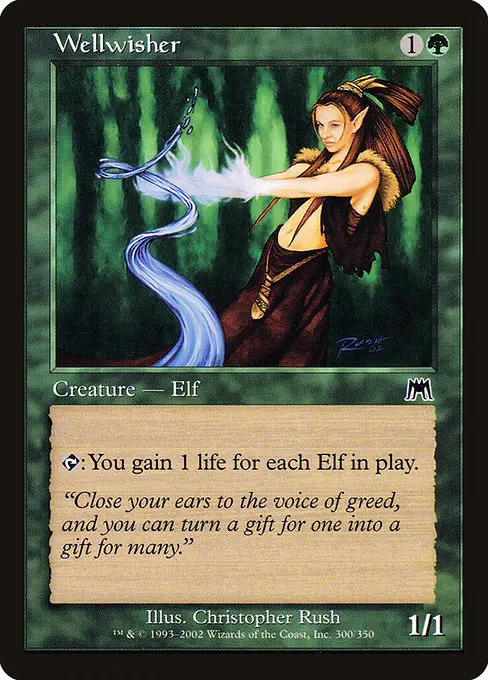 Wellwisher 1
RUSH 02
Creature — Elf
:You gain 1 life for each Elf in play.
“Close your ears to the voice of greed,
and you can turn a gift for one into a
gift for many.”
Illus. Christopher Rush
™ & © 1993–2002 Wizards of the Coast, Inc. 300/350
1/1